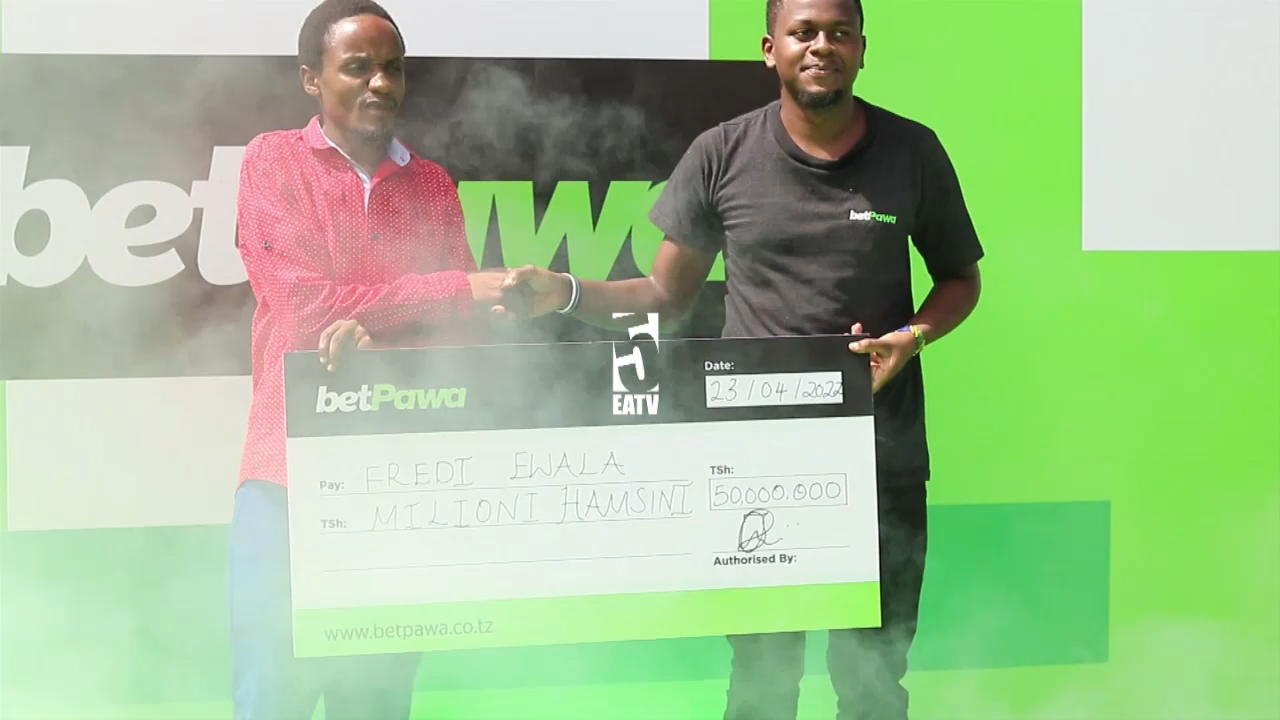 bet
awa
betPawa
betPawa
Date:
23/04/2022
EATV
Pay: FREDI EWALA
TSh: MILIONI HAMSINI
TSh:
50,000,000
Authorised By:
www.betpawa.co.tz